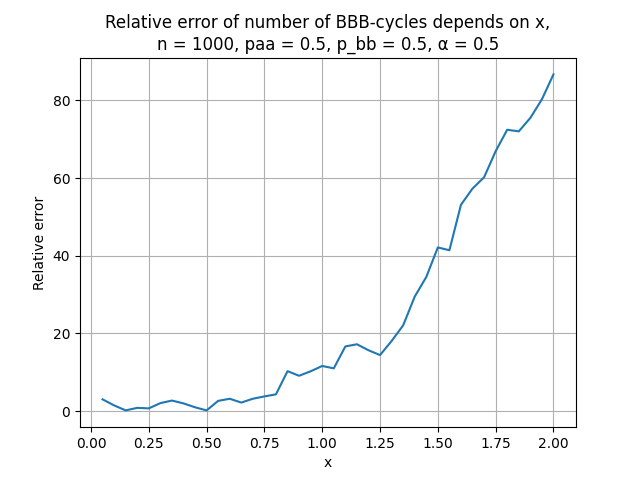 Relative error of number of BBB-cycles depends on x,
n = 1000, paa = 0.5, p_bb = 0.5, α = 0.5
Relative error
80
60
40
20
0
0.00 0.25 0.50 0.75 1.00 1.25 1.50 1.75 2.00
x